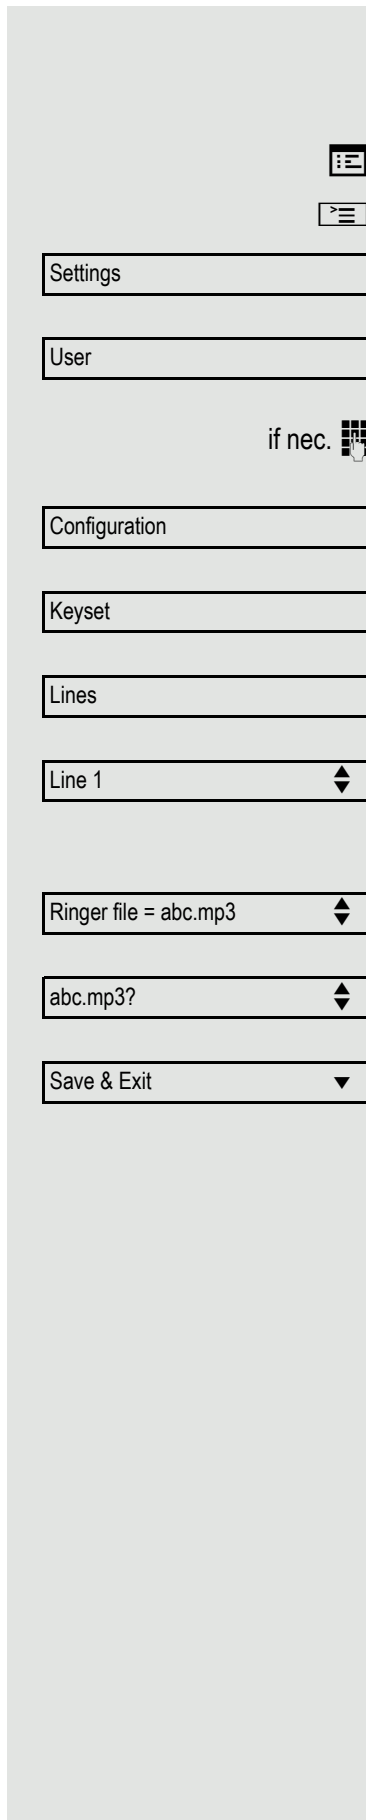 Settings
User
if nec.
Configuration
Keyset
Lines
Line 1
Ringer file = abc.mp3
abc.mp3?
Save & Exit